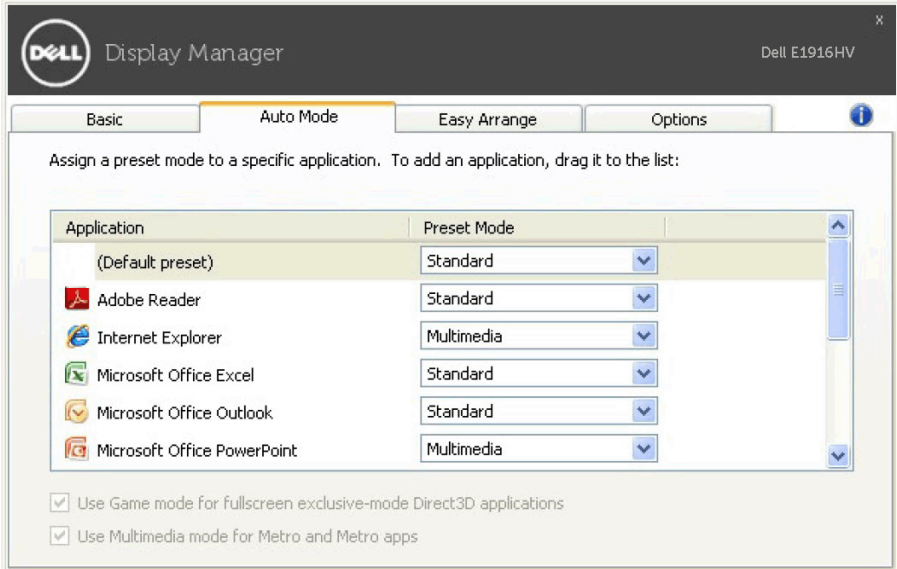 x
DELL Display Manager Dell E1916HV
Basic Auto Mode Easy Arrange Options i
Assign a preset mode to a specific application. To add an application, drag it to the list:
Application Preset Mode
(Default preset) Standard
Adobe Reader Standard
Internet Explorer Multimedia
Microsoft Office Excel Standard
Microsoft Office Outlook Standard
Microsoft Office PowerPoint Multimedia
Use Game mode for fullscreen exclusive-mode Direct3D applications
Use Multimedia mode for Metro and Metro apps